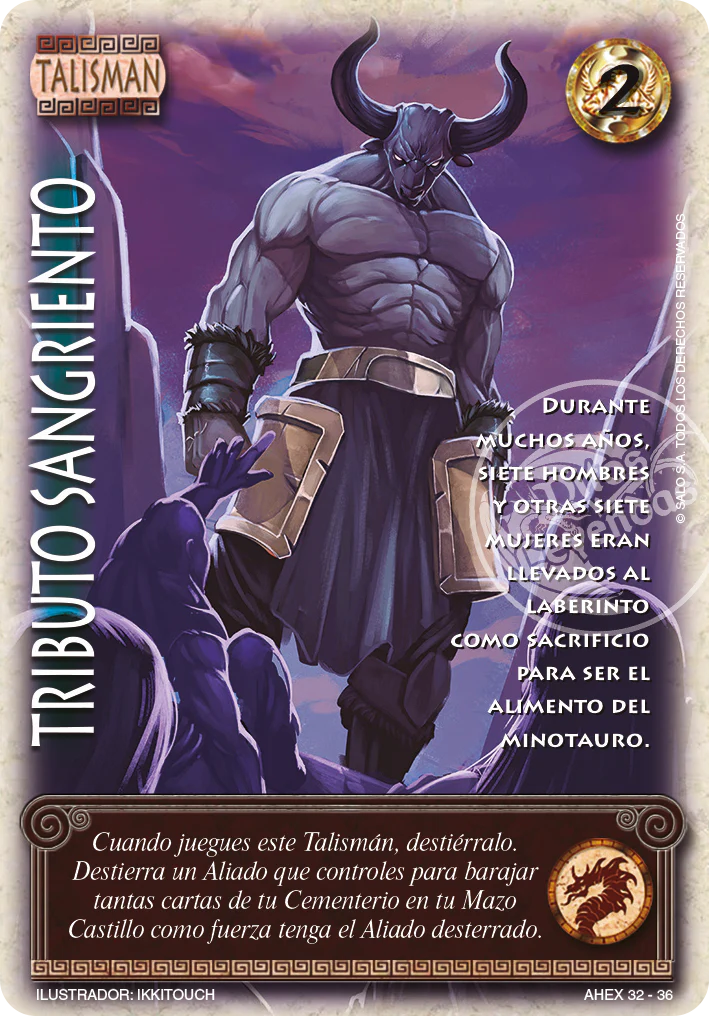 TALISMAN
2
TRIBUTO SANGRIENTO
© SALO S.A. TODOS LOS DERECHOS RESERVADOS
DURANTE
MUCHOS AÑOS,
SIETE HOMBRES
Y OTRAS SIETE
MUJERES ERAN
LLEVADOS AL
LABERINTO
COMO SACRIFICIO
PARA SER EL
ALIMENTO DEL
MINOTAURO.
Cuando juegues este Talismán, destiérralo.
Destierra un Aliado que controles para barajar
tantas cartas de tu Cementerio en tu Mazo
Castillo como fuerza tenga el Aliado desterrado.
ILUSTRADOR: IKKITOUCH
AHEX 32 - 36